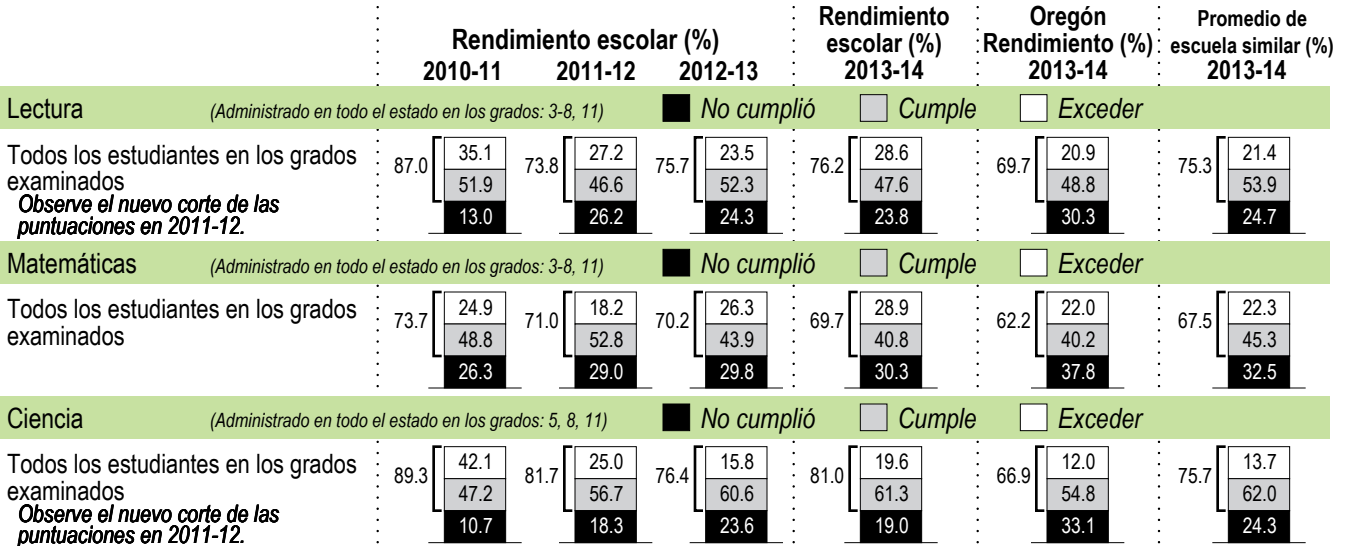 Rendimiento escolar (%)
2010-11 2011-12 2012-13
Rendimiento
escolar (%)
2013-14
Oregón
Rendimiento (%)
2013-14
Promedio de
escuela similar (%)
2013-14
Lectura (Administrado en todo el estado en los grados: 3-8, 11) No cumplió Cumple Exceder
Todos los estudiantes en los grados
examinados
Observe el nuevo corte de las
puntuaciones en 2011-12.
87.0 35.1 51.9 13.0
73.8 27.2 46.6 26.2
75.7 23.5 52.3 24.3
76.2 28.6 47.6 23.8
69.7 20.9 48.8 30.3
75.3 21.4 53.9 24.7
Matemáticas (Administrado en todo el estado en los grados: 3-8, 11) No cumplió Cumple Exceder
Todos los estudiantes en los grados
examinados
73.7 24.9 48.8 26.3
71.0 18.2 52.8 29.0
70.2 26.3 43.9 29.8
69.7 28.9 40.8 30.3
62.2 22.0 40.2 37.8
67.5 22.3 45.3 32.5
Ciencia (Administrado en todo el estado en los grados: 5, 8, 11) No cumplió Cumple Exceder
Todos los estudiantes en los grados
examinados
Observe el nuevo corte de las
puntuaciones en 2011-12.
89.3 42.1 47.2 10.7
81.7 25.0 56.7 18.3
76.4 15.8 60.6 23.6
81.0 19.6 61.3 19.0
66.9 12.0 54.8 33.1
75.7 13.7 62.0 24.3